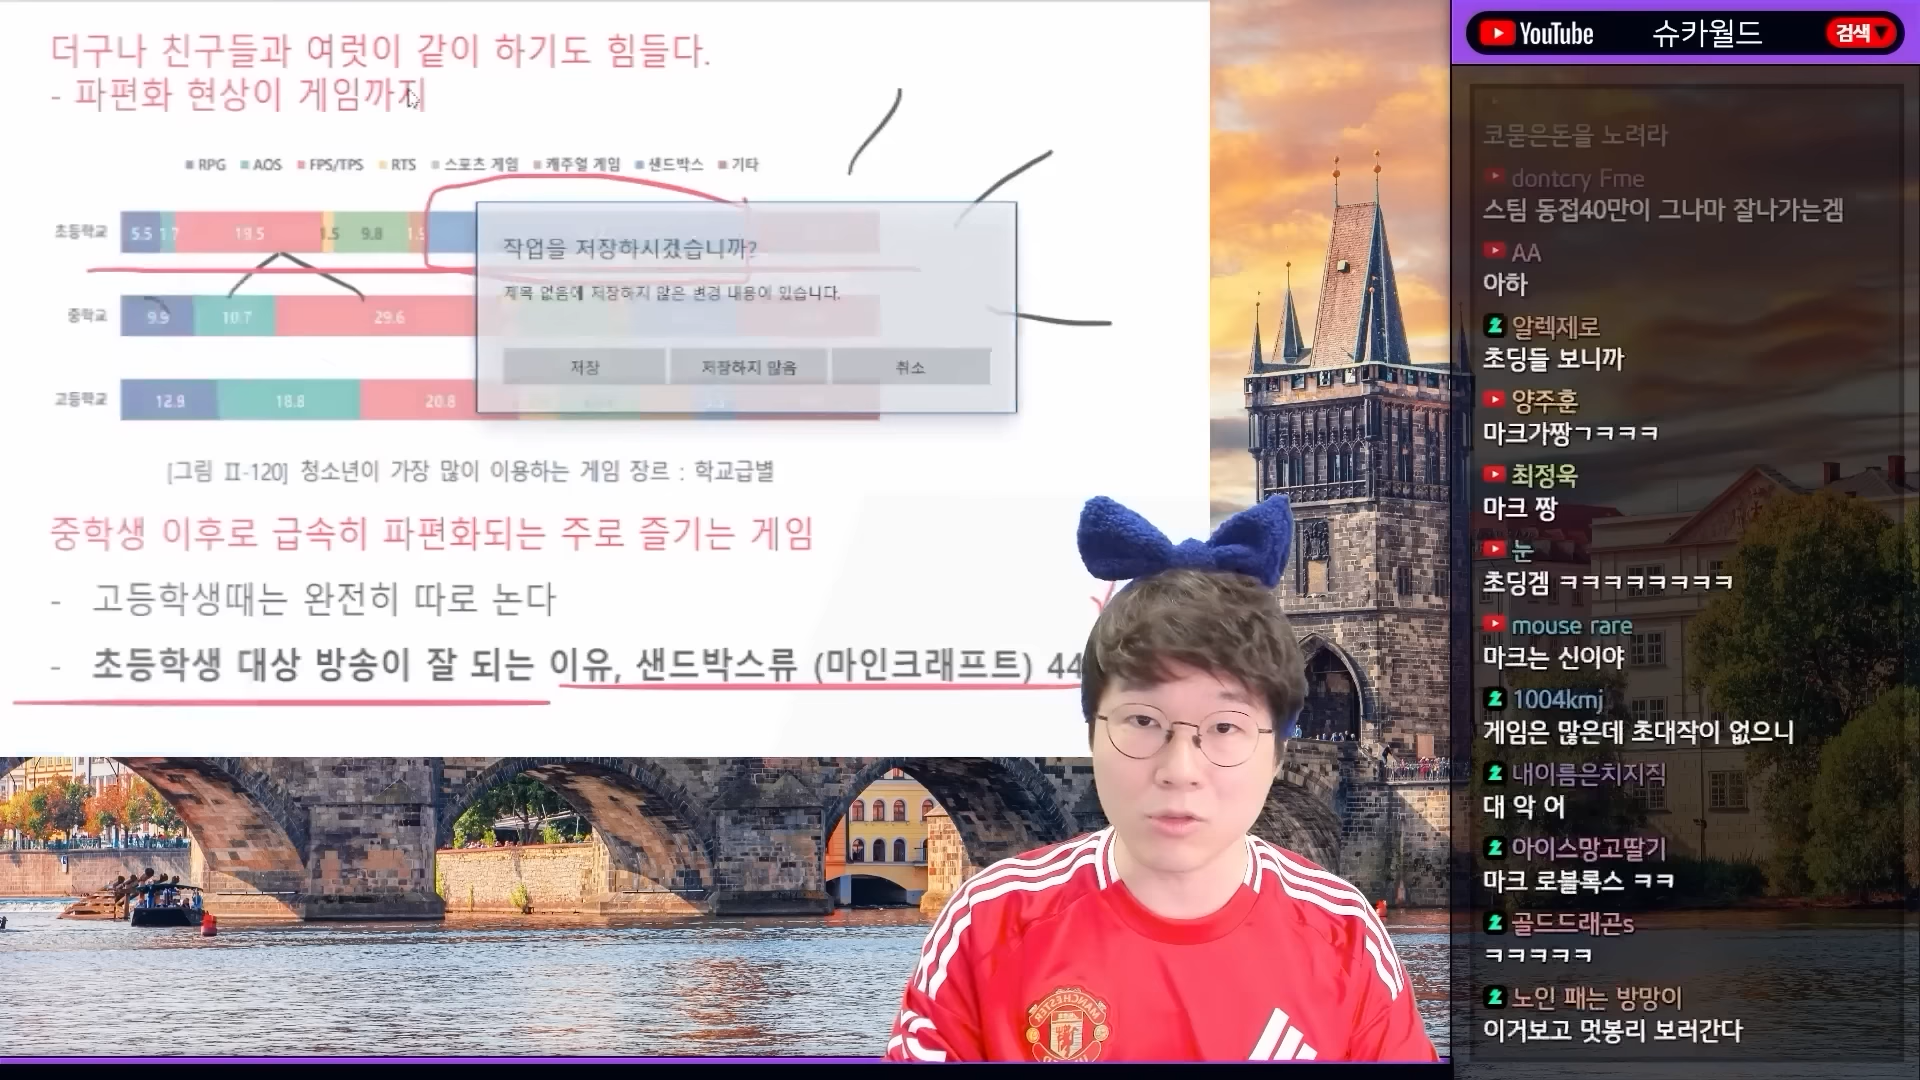 더구나 친구들과 여럿이 같이 하기도 힘들다.
- 파편화 현상이 게임까지
RPG AOS FPS/TPS RTS 스포츠 게임 캐주얼 게임 샌드박스 기타
초등학교 5.5 1.7 19.5 1.5 9.8 1.5
작업을 저장하시겠습니까?
제목 없음에 저장하지 않은 변경 내용이 있습니다.
중학교 9.9 10.7 29.6
저장 저장하지 않음 취소
고등학교 12.9 18.8 20.8
[그림 Ⅱ-120] 청소년이 가장 많이 이용하는 게임 장르 : 학교급별
중학생 이후로 급속히 파편화되는 주로 즐기는 게임
- 고등학생때는 완전히 따로 논다
- 초등학생 대상 방송이 잘 되는 이유, 샌드박스류 (마인크래프트) 44
YouTube 슈카월드 검색
코묻은돈을 노려라
dontcry Fme
스팀 동접40만이 그나마 잘나가는겜
AA
아하
알렉제로
초딩들 보니까
양주훈
마크가짱ㄱㅋㅋㅋ
최정욱
마크 짱
눈
초딩겜 ㅋㅋㅋㅋㅋㅋㅋㅋ
mouse rare
마크는 신이야
1004kmj
게임은 많은데 초대작이 없으니
내이름은치지직
대 악 어
아이스망고딸기
마크 로블록스 ㅋㅋ
골드드래곤s
ㅋㅋㅋㅋㅋ
노인 패는 방망이
이거보고 멋봉리 보러간다